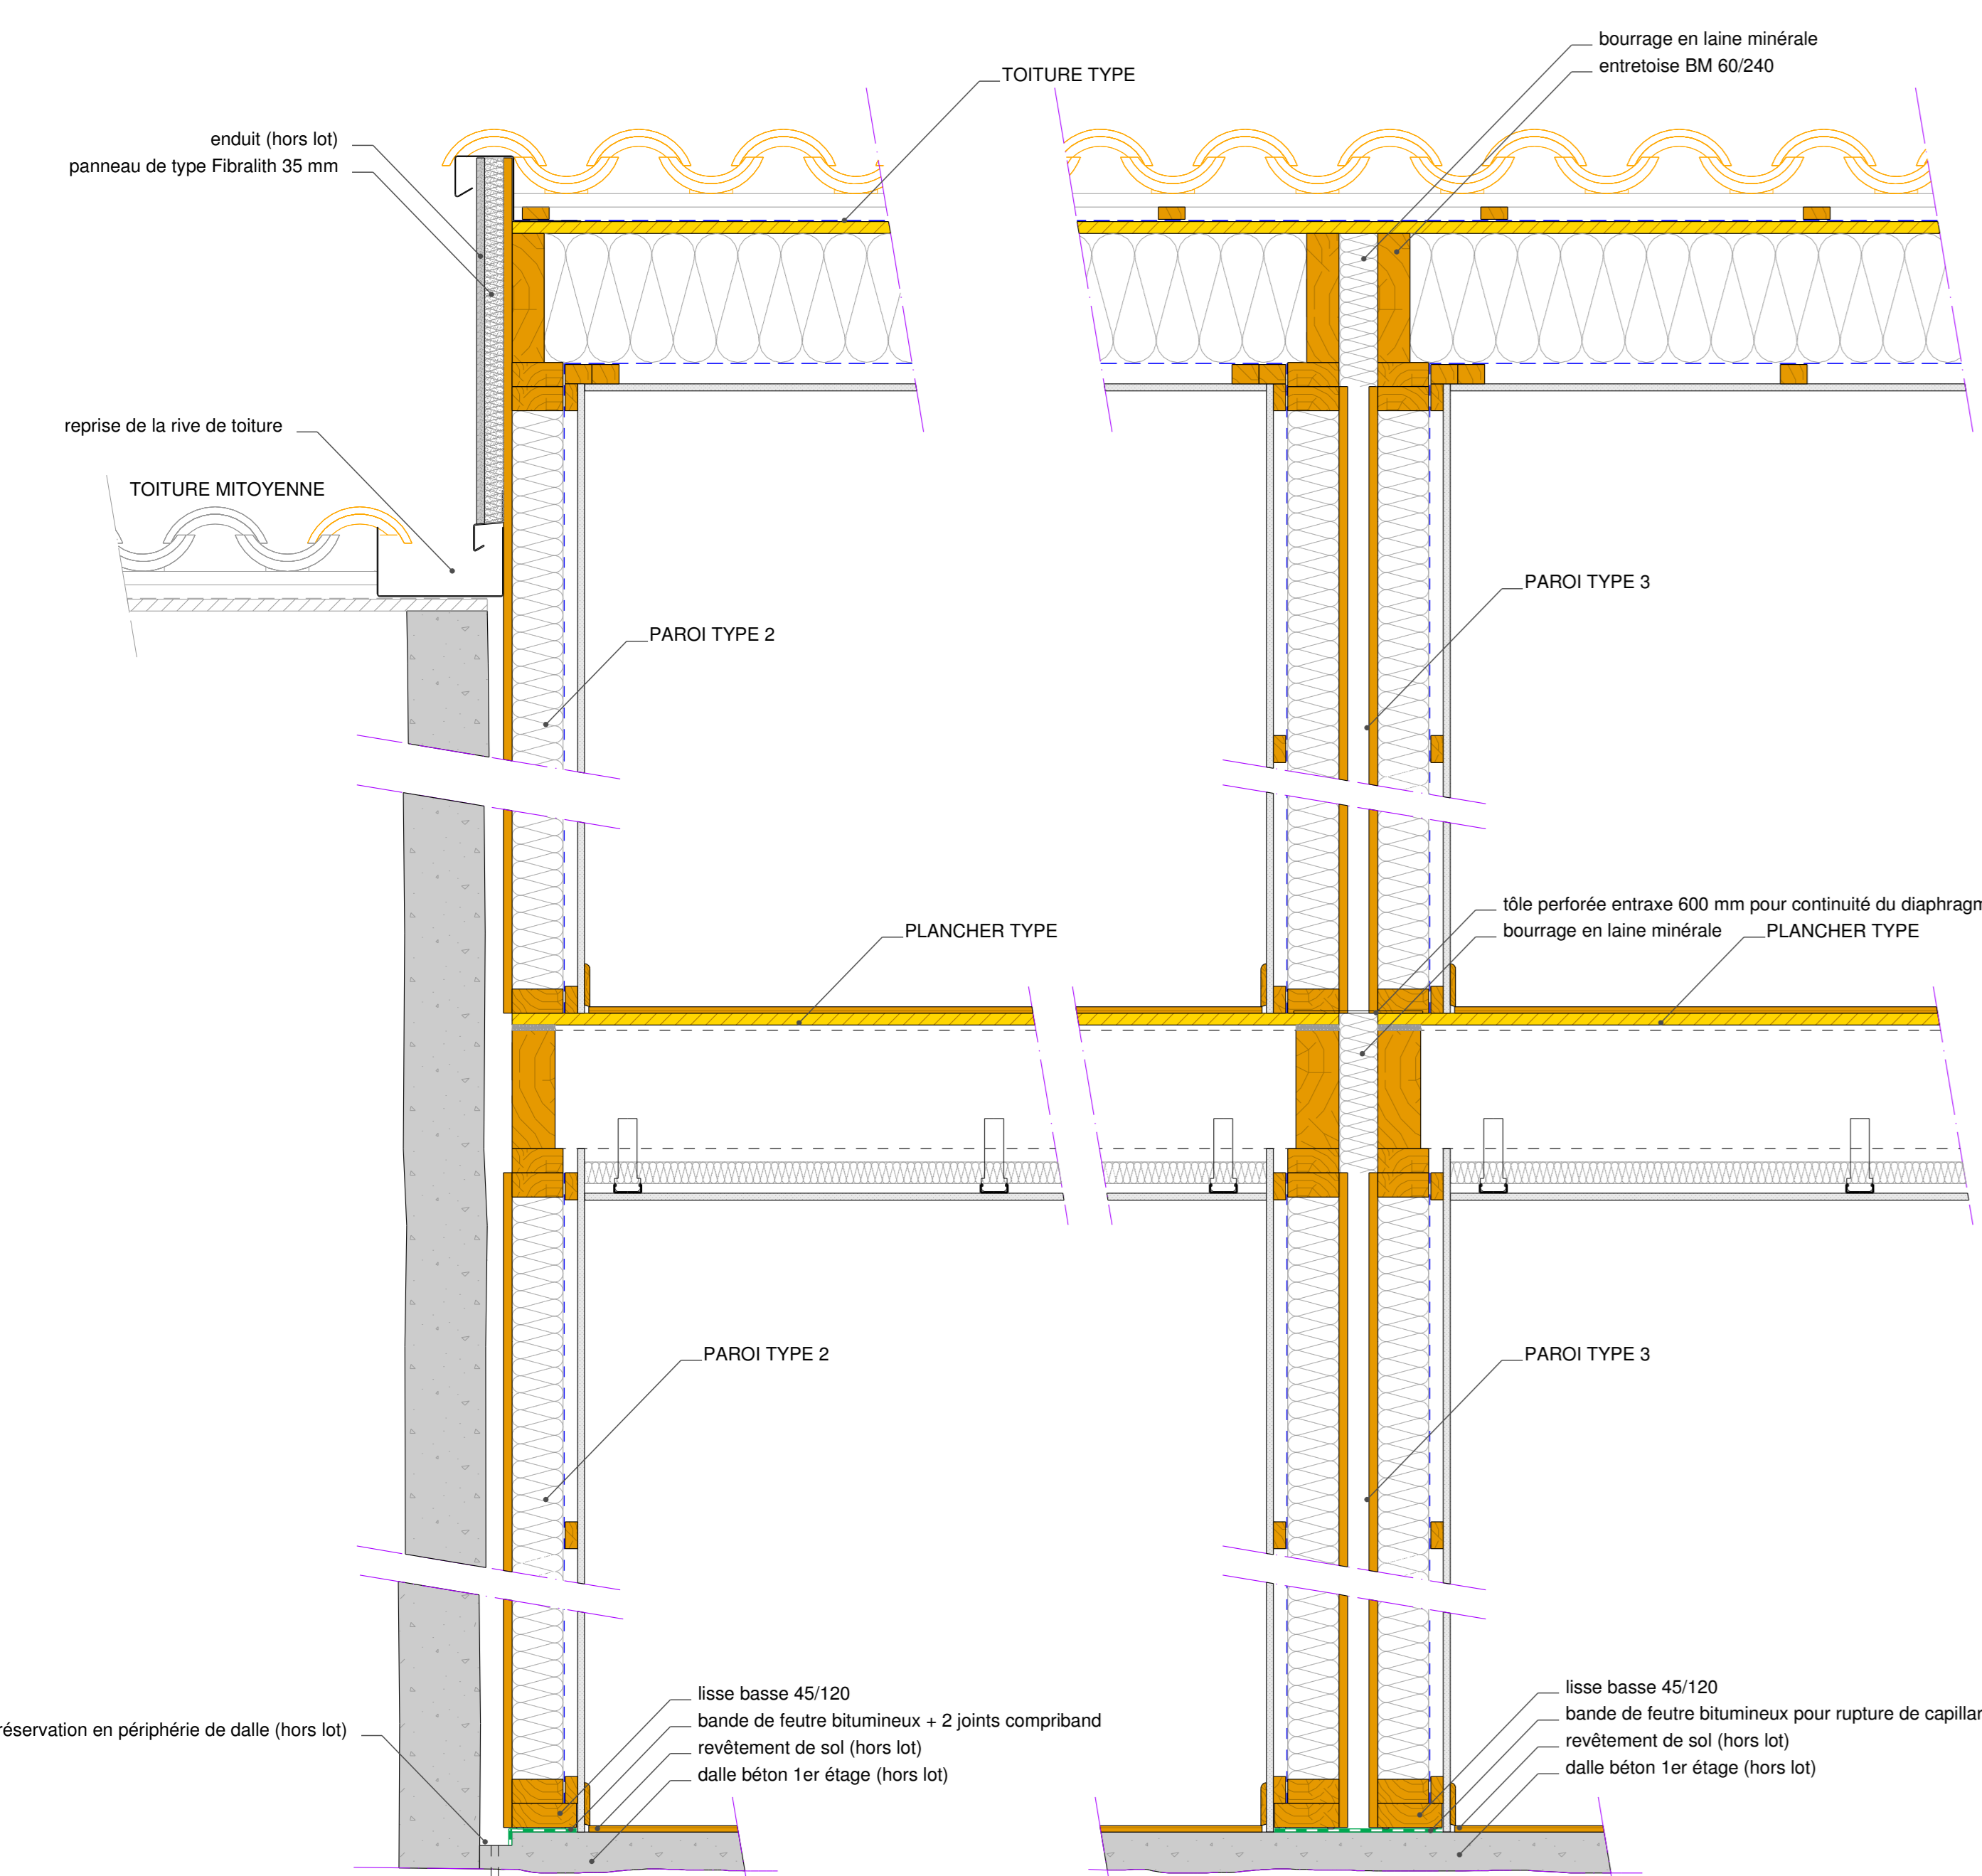 bourrage en laine minérale
entretoise BM 60/240
TOITURE TYPE
enduit (hors lot)
panneau de type Fibralith 35 mm
reprise de la rive de toiture
TOITURE MITOYENNE
PAROI TYPE 3
PAROI TYPE 2
tôle perforée entraxe 600 mm pour continuité du
bourrage en laine minérale
PLANCHER TYPE
PLANCHER TYPE
PAROI TYPE 2
PAROI TYPE 3
lisse basse 45/120
bande de feutre bitumineux + 2 joints compriband
revêtement de sol (hors lot)
dalle béton 1er étage (hors lot)
lisse basse 45/120
bande de feutre bitumineux pour rupture de
revêtement de sol (hors lot)
dalle béton 1er étage (hors lot)
en périphérie de dalle (hors lot)